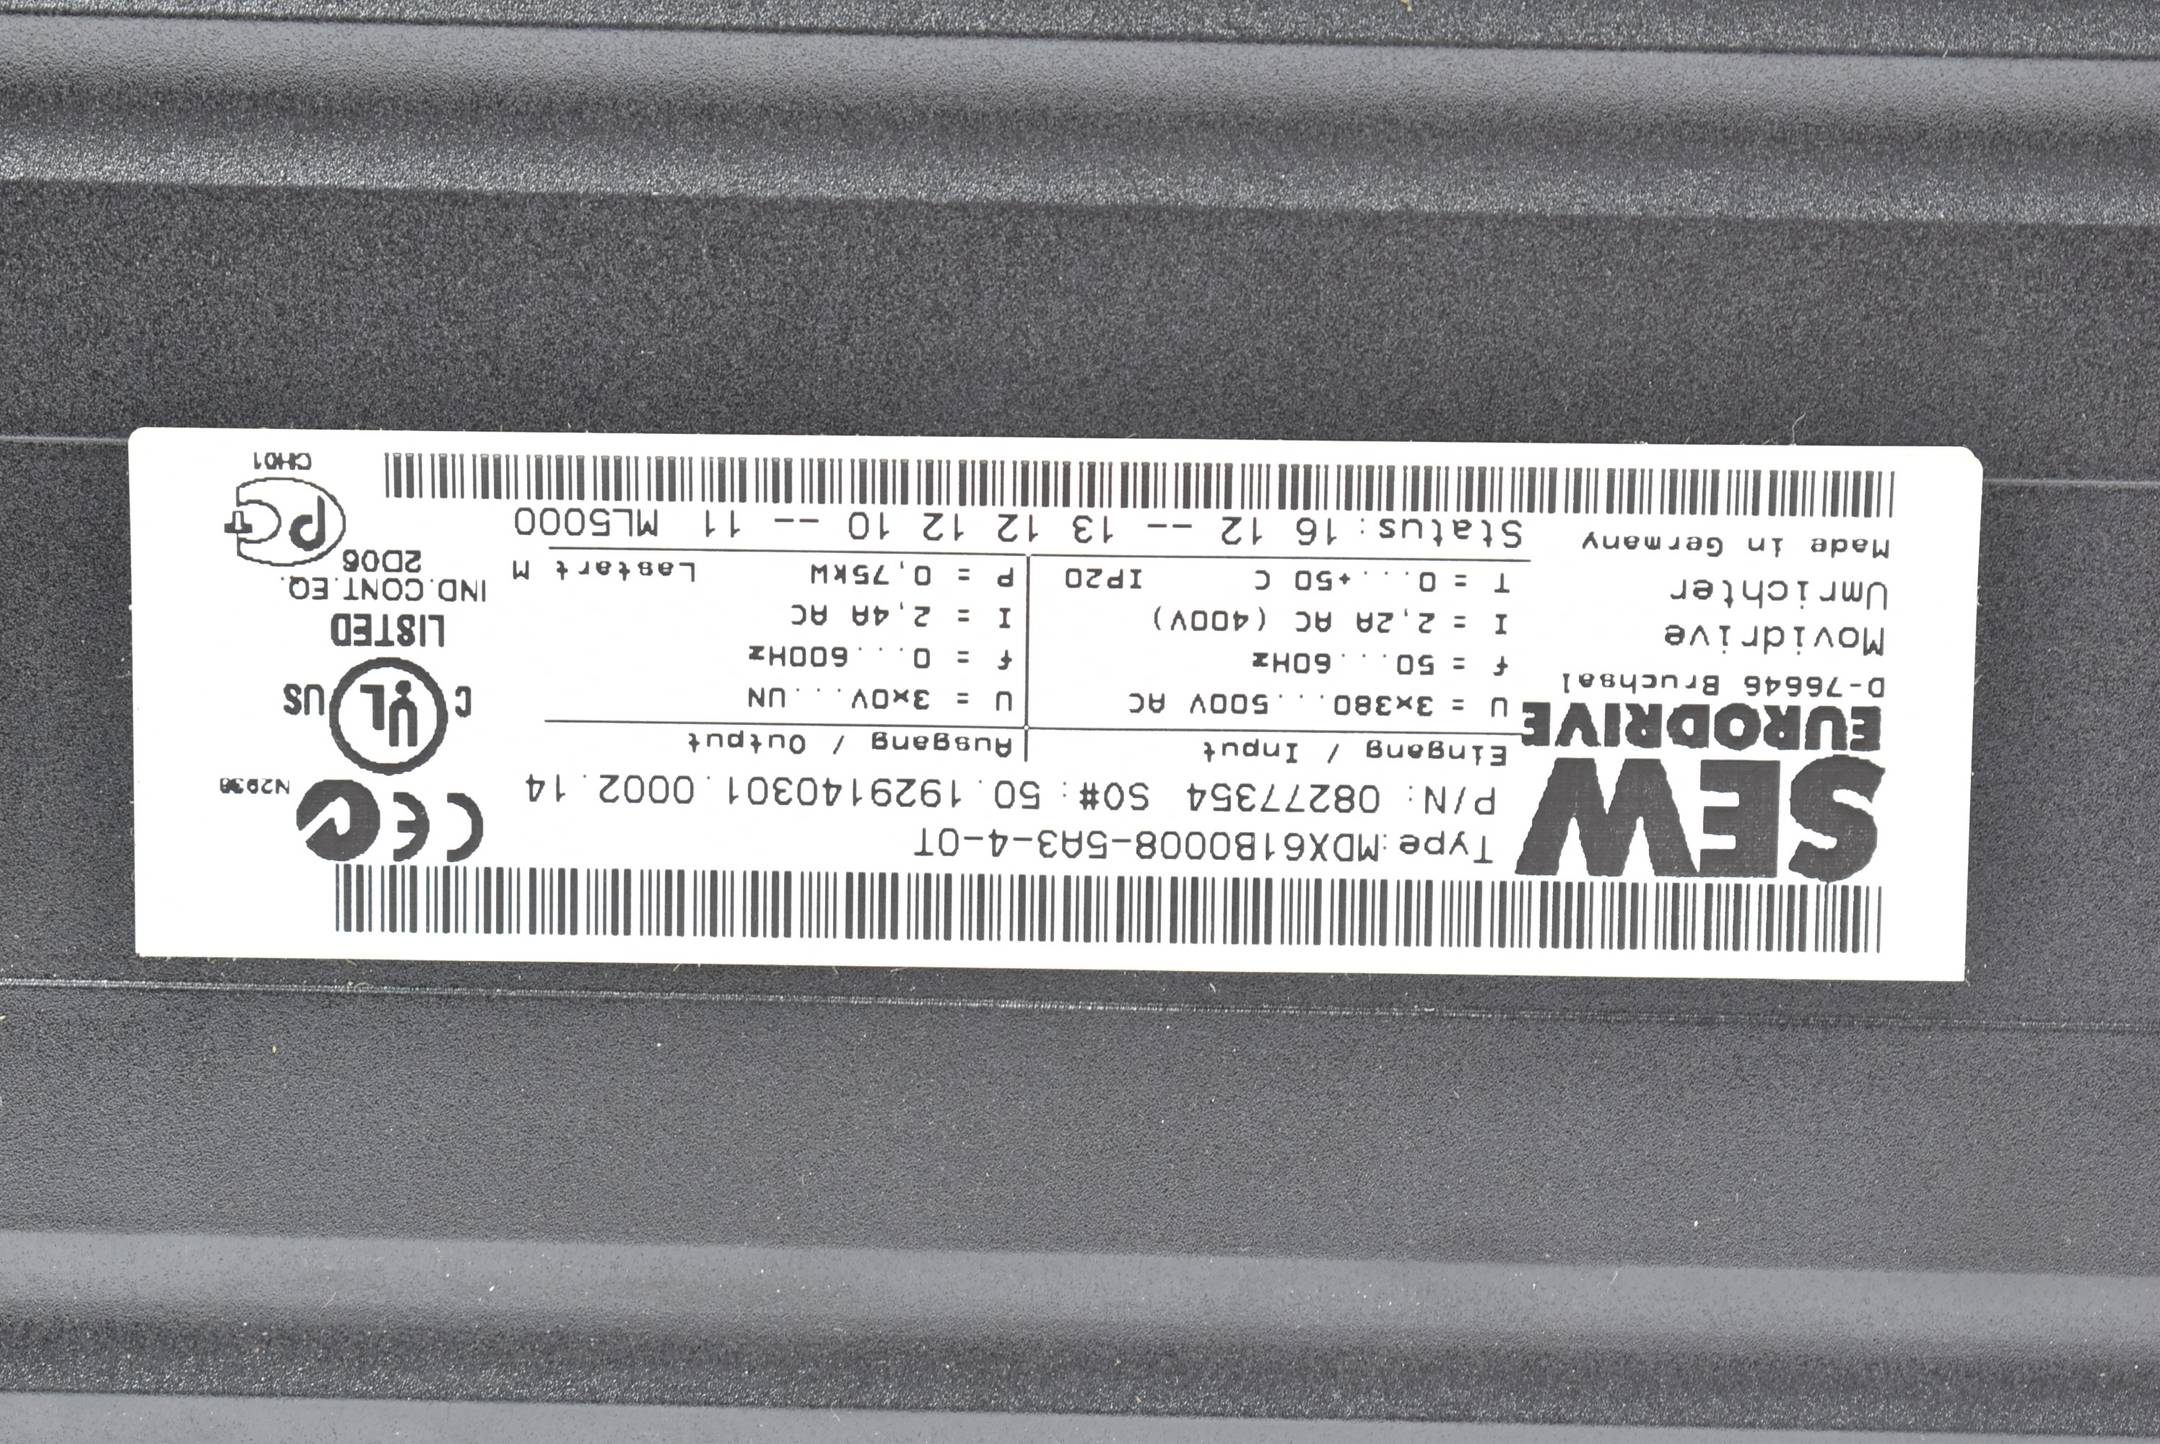 SEW
EURODRIVE
D-76646 Bruchsal
Movidrive
Umrichter
Made in Germany
Type:MDX61B0008-5A3-4-0T
P/N: 08277354 S0#: 50.1929140301.0002.14
Eingang / Input
U = 3x380...500V AC
f = 50...60Hz
I = 2,2A AC (400V)
T = 0...+50 C IP20
Ausgang / Output
U = 3x0V...UN
f = 0...600Hz
I = 2,4A AC
P = 0,75kW Lastart M
Status: 16 12 -- 13 12 12 10 -- 11 ML5000
CE
N2936
C UL US
LISTED
IND.CONT.EQ.
2D06
PCT
CH01